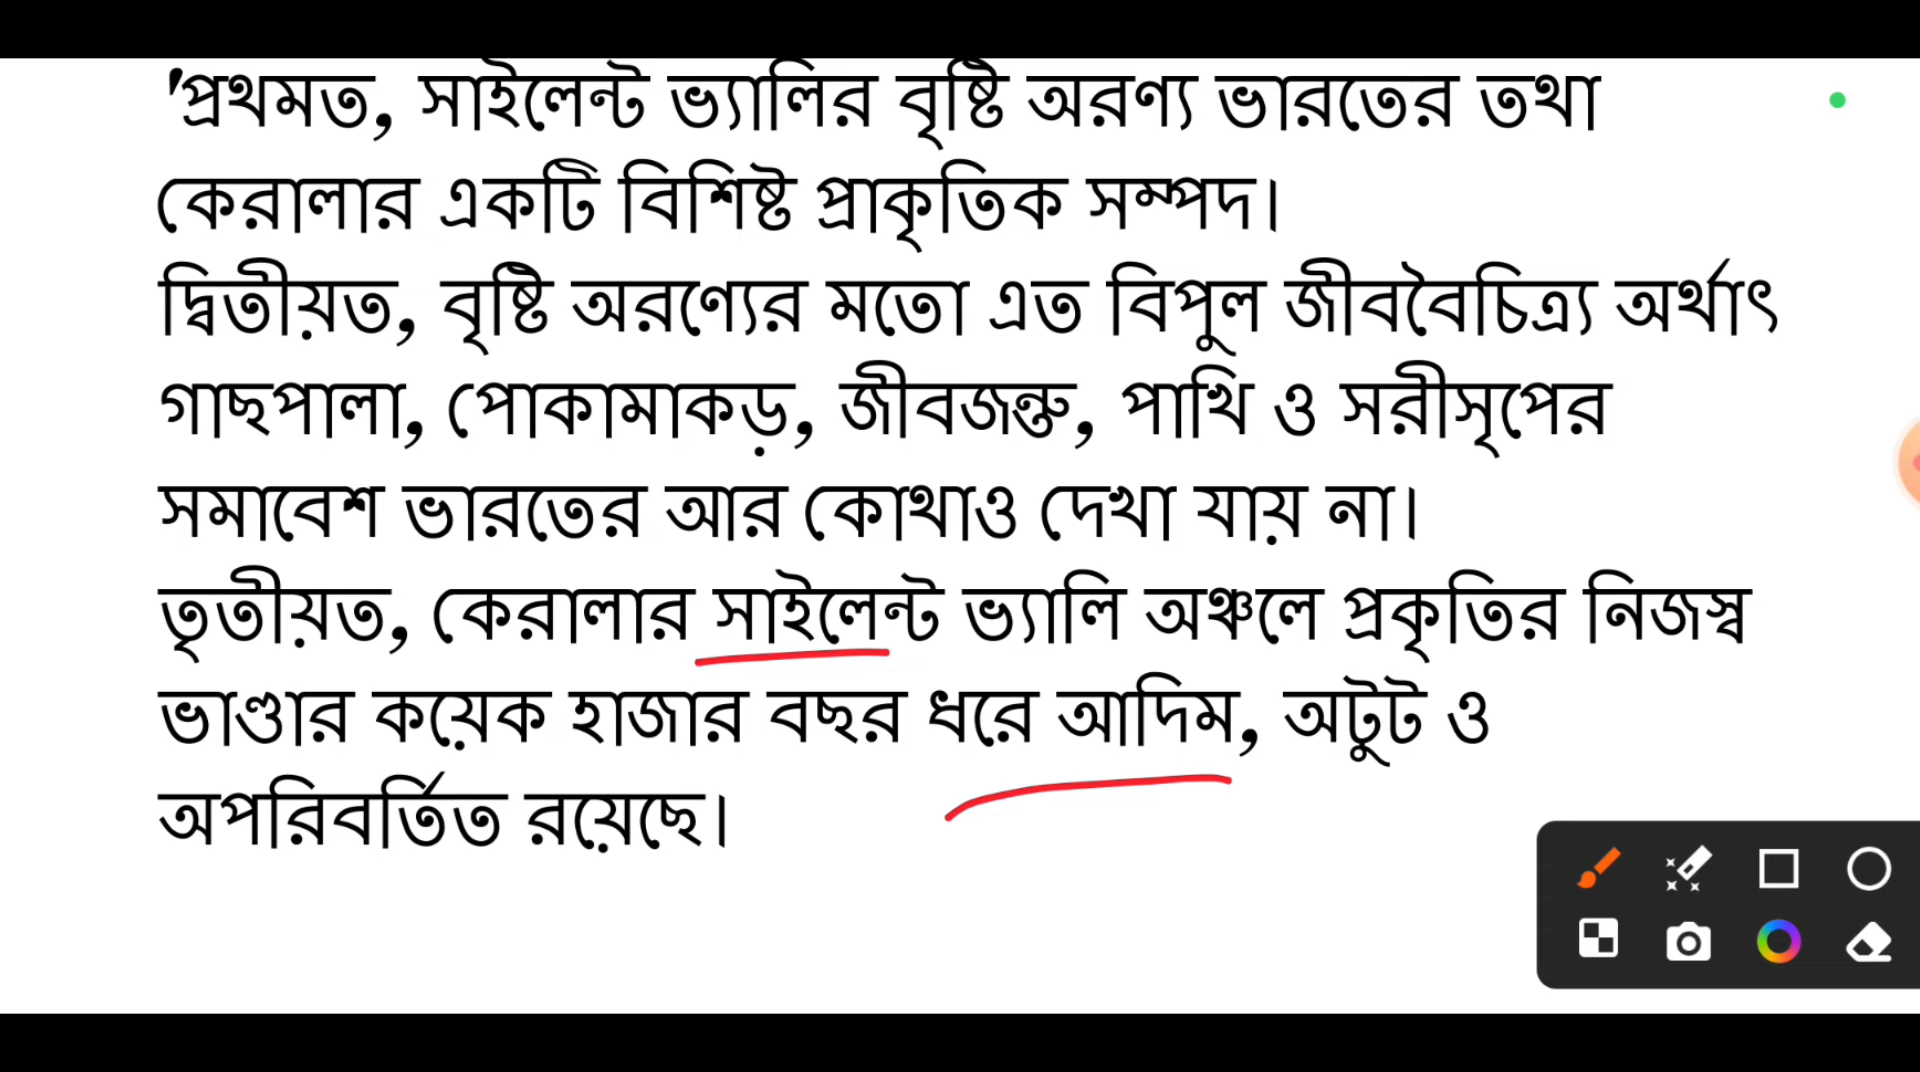 'প্রথমত, সাইলেন্ট ভ্যালির বৃষ্টি অরণ্য ভারতের তথা
কেরালার একটি বিশিষ্ট প্রাকৃতিক সম্পদ।
দ্বিতীয়ত, বৃষ্টি অরণ্যের মতো এত বিপুল জীববৈচিত্র্য অর্থাৎ
গাছপালা, পোকামাকড়, জীবজন্তু, পাখি ও সরীসৃপের
সমাবেশ ভারতের আর কোথাও দেখা যায় না।
তৃতীয়ত, কেরালার সাইলেন্ট ভ্যালি অঞ্চলে প্রকৃতির নিজস্ব
ভাণ্ডার কয়েক হাজার বছর ধরে আদিম, অটুট ও
অপরিবর্তিত রয়েছে।